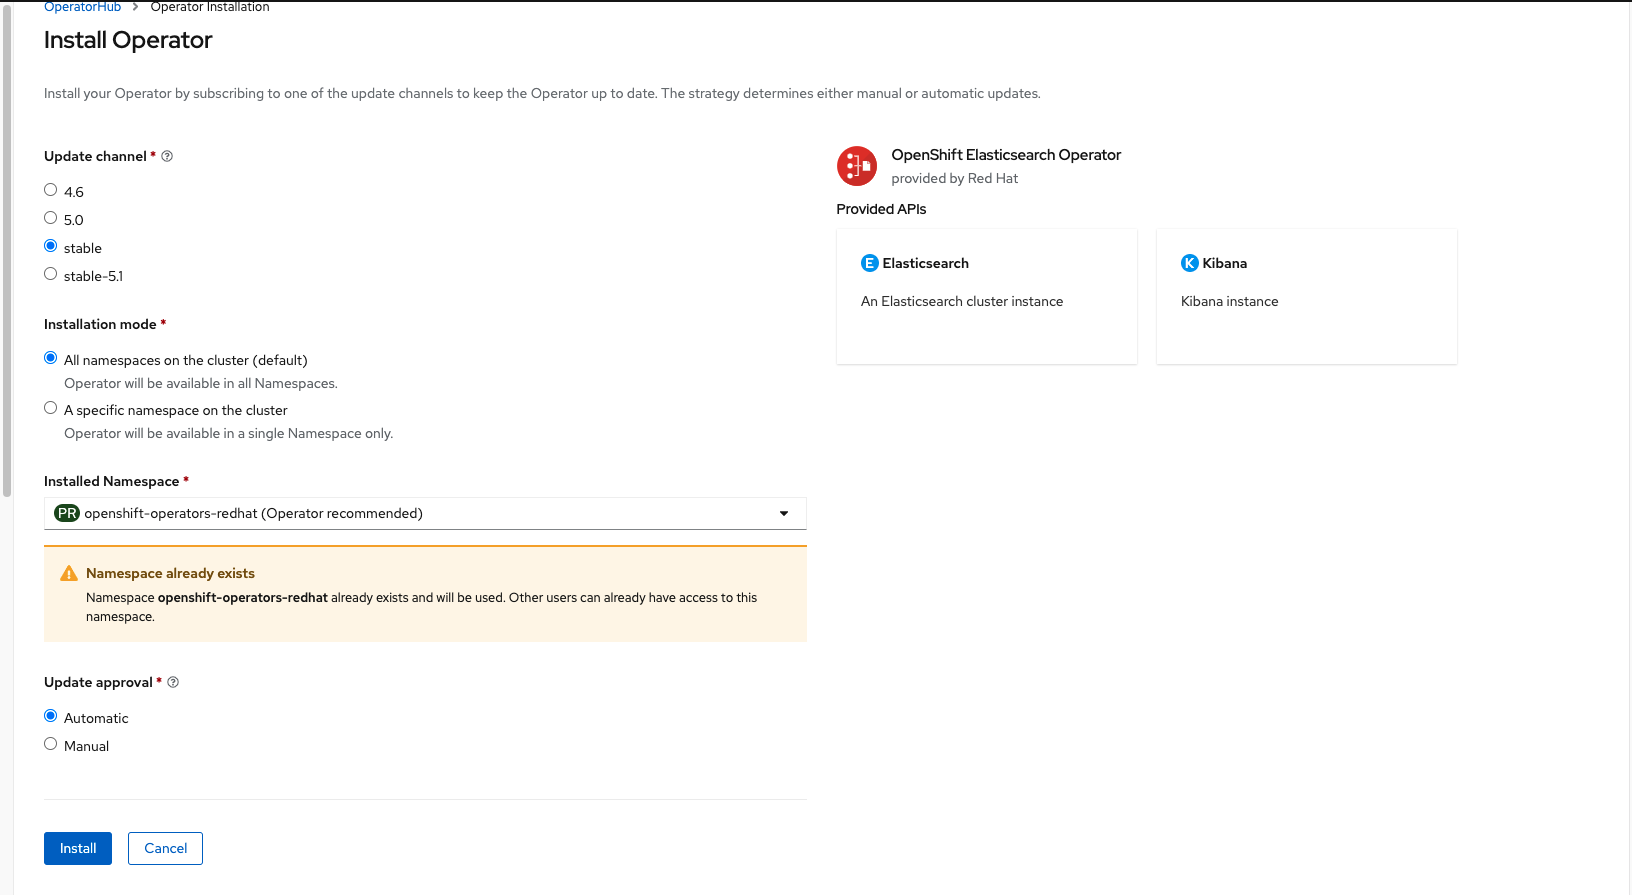 OperatorHub > Operator Installation
Install Operator
Install your Operator by subscribing to one of the update channels to keep the Operator up to date. The strategy determines either manual or automatic updates.
Update channel *
4.6
5.0
stable
stable-5.1
Installation mode *
All namespaces on the cluster (default)
Operator will be available in all Namespaces.
A specific namespace on the cluster
Operator will be available in a single Namespace only.
Installed Namespace *
PR openshift-operators-redhat (Operator recommended)
Namespace already exists
Namespace openshift-operators-redhat already exists and will be used. Other users can already have access to this
namespace.
Update approval *
Automatic
Manual
Install Cancel
OpenShift Elasticsearch Operator
provided by Red Hat
Provided APIs
E Elasticsearch
An Elasticsearch cluster instance
K Kibana
Kibana instance